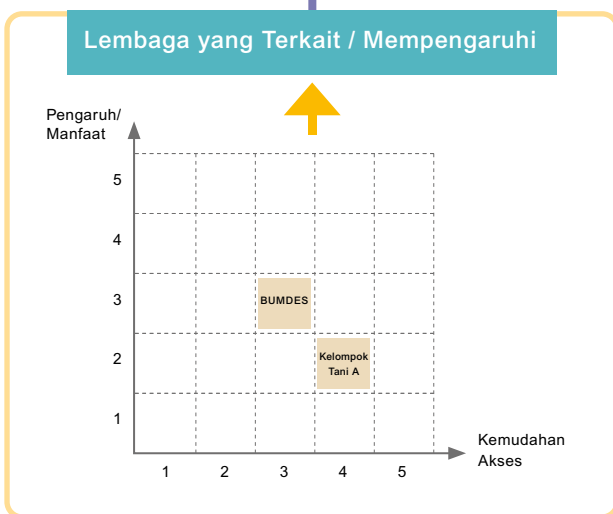 Lembaga yang Terkait / Mempengaruhi
Pengaruh/
Manfaat
5
4
3
BUMDES
2
Kelompok
Tani A
1
Kemudahan
Akses
1 2 3 4 5